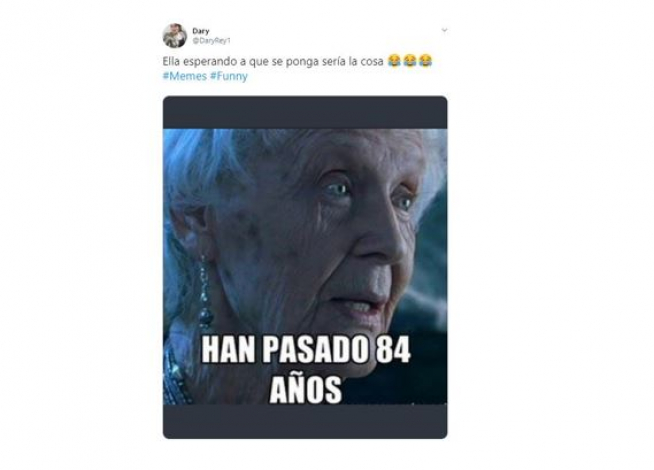 Dary
@DaryRey1
Ella esperando a que se ponga sería la cosa 😂😂😂
#Memes #Funny
HAN PASADO 84
AÑOS